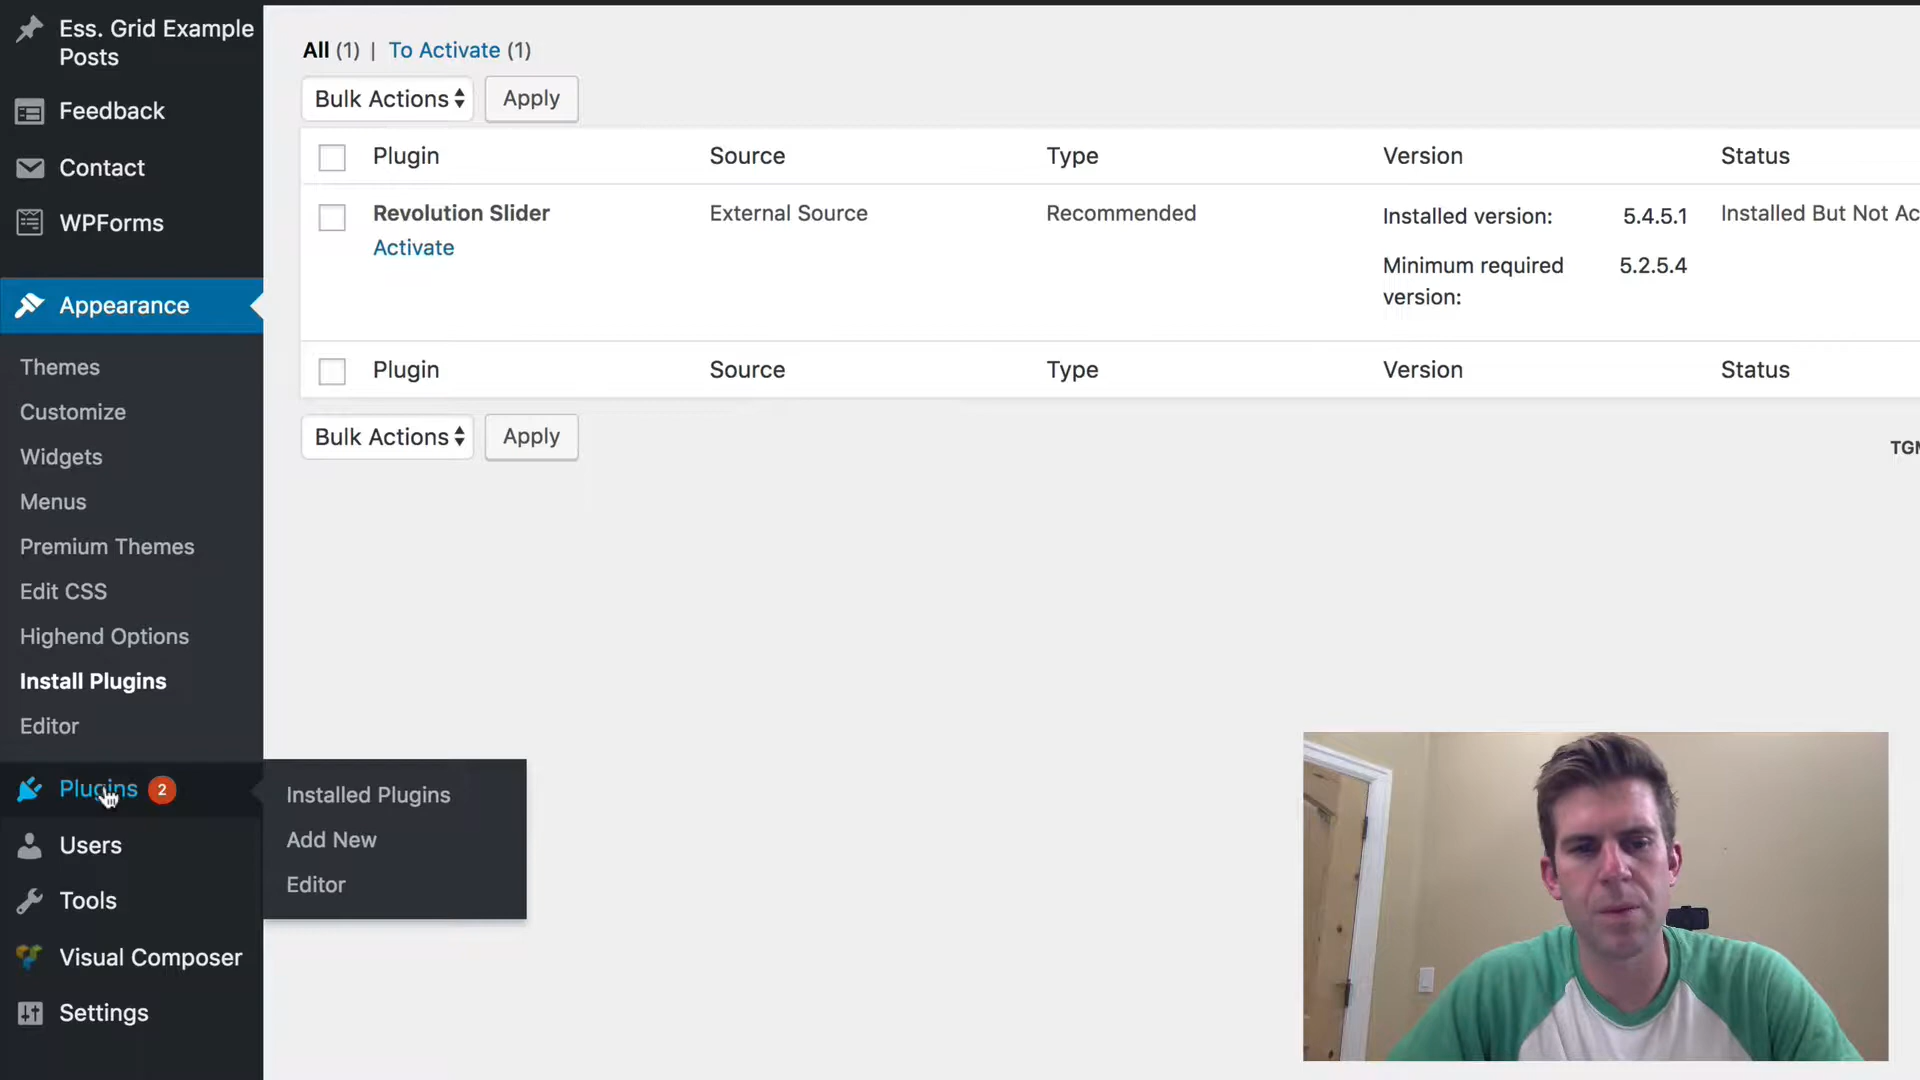 Ess. Grid Example
Posts
Feedback
Contact
WPForms
Appearance
Themes
Customize
Widgets
Menus
Premium Themes
Edit CSS
Highend Options
Install Plugins
Editor
Plugins 2
Users
Tools
Visual Composer
Settings
Installed Plugins
Add New
Editor
All (1) | To Activate (1)
Bulk Actions Apply
Plugin Source Type Version Status
Revolution Slider External Source Recommended Installed version: 5.4.5.1 Installed But Not Ac
Activate
Minimum required 5.2.5.4
version:
Plugin Source Type Version Status
Bulk Actions Apply
TGM